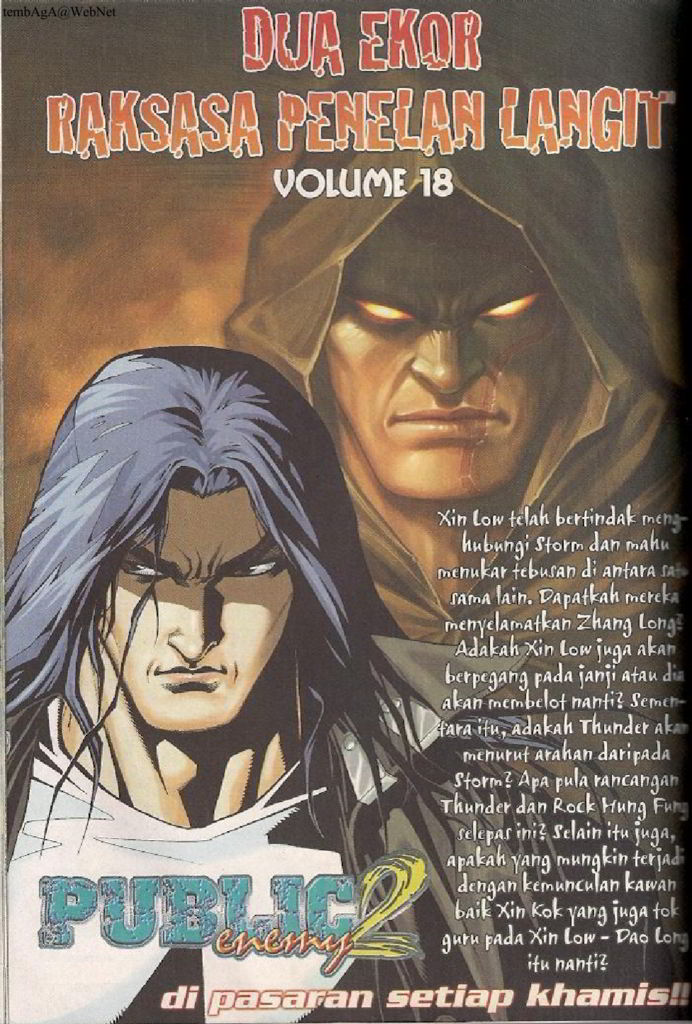 tembAgA@WebNet
DUA EKOR
RAKSASA PENELAN LANGIT
VOLUME 18
Xin Low telah bertindak meng-
hubungi Storm dan mahu
menukar tebusan di antara satu
sama lain. Dapatkah mereka
menyelamatkan Zhang Long?
Adakah Xin Low juga akan
berpegang pada janji atau dia
akan membelot nanti? Semen-
tara itu, adakah Thunder akan
menurut arahan daripada
Storm? Apa pula rancangan
Thunder dan Rock Hung Fung
selepas ini? Selain itu juga,
apakah yang mungkin terjadi
dengan kemunculan kawan
baik Xin Kok yang juga tok
guru pada Xin Low - Dao Long
itu nanti?
PUBLIC 2
enemy
di pasaran setiap khamis!!